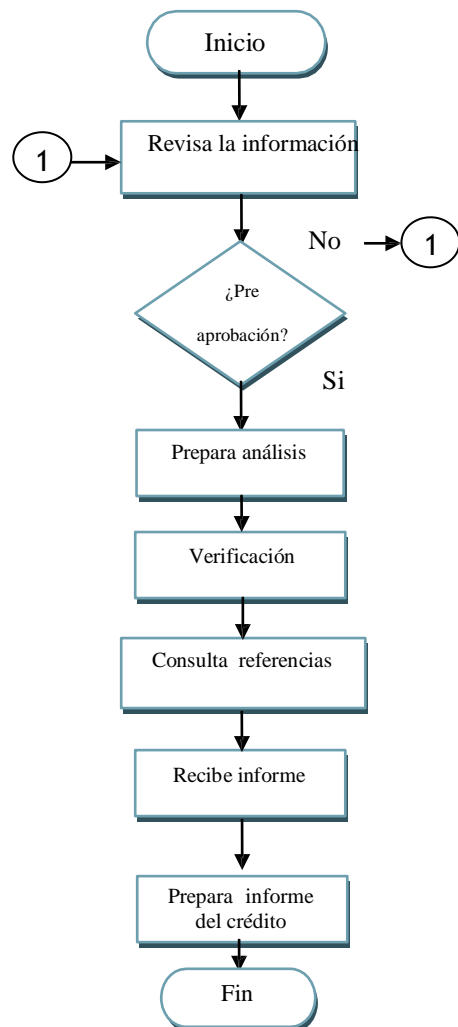 Inicio
Revisa la información
1
No
1
¿Pre
aprobación?
Si
Prepara análisis
Verificación
Consulta referencias
Recibe informe
Prepara informe
del crédito
Fin